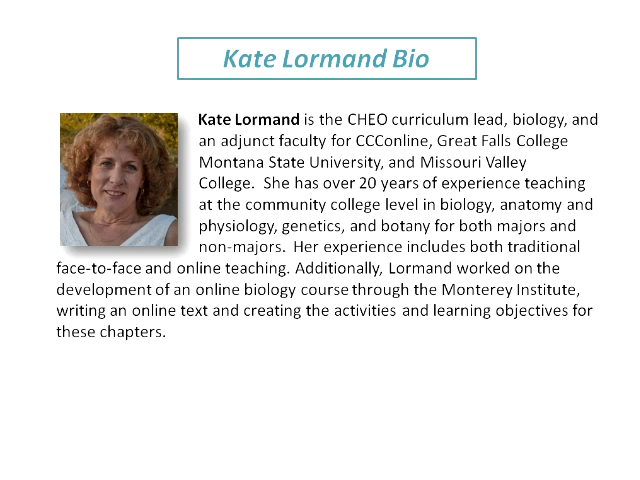 Kate Lormand Bio
Kate Lormand is the CHEO curriculum lead, biology, and
an adjunct faculty for CCConline, Great Falls College
Montana State University, and Missouri Valley
College.  She has over 20 years of experience teaching
at the community college level in biology, anatomy and
physiology, genetics, and botany for both majors and
non-majors.  Her experience includes both traditional
face-to-face and online teaching. Additionally, Lormand worked on the
development of an online biology course through the Monterey Institute,
writing an online text and creating the activities and learning objectives for
these chapters.